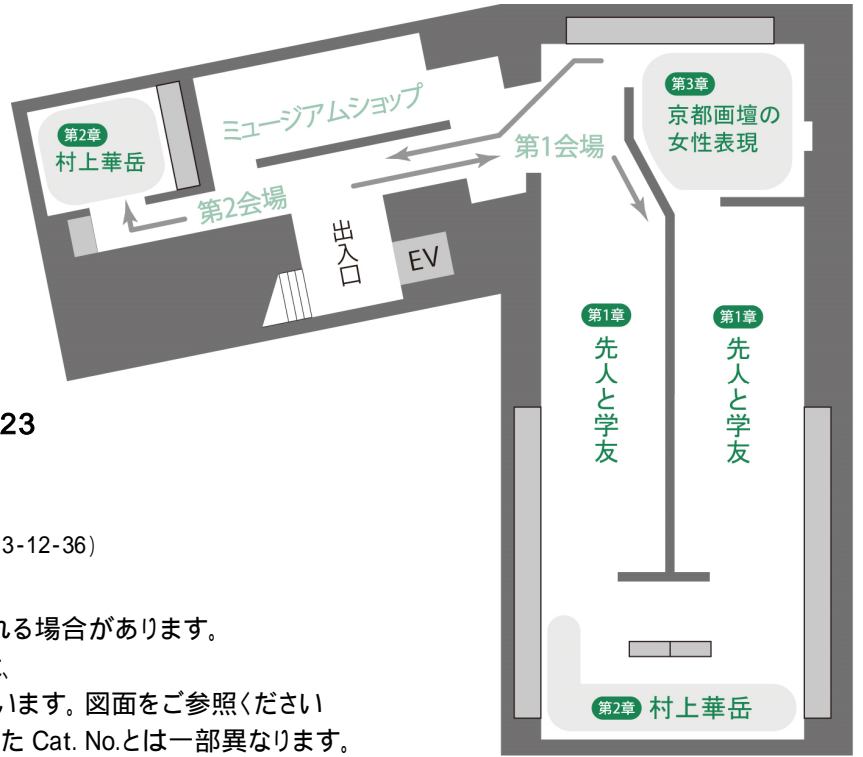 第3章
京都画壇の
女性表現
ミュージアムショップ
第1会場
第2章
村上華岳
第2会場
出入口
EV
第1章
先人と学友
第1章
先人と学友
23
3-12-36)
れる場合があります。
います。図面をご参照ください
た Cat. No.とは一部異なります。
第2章 村上華岳